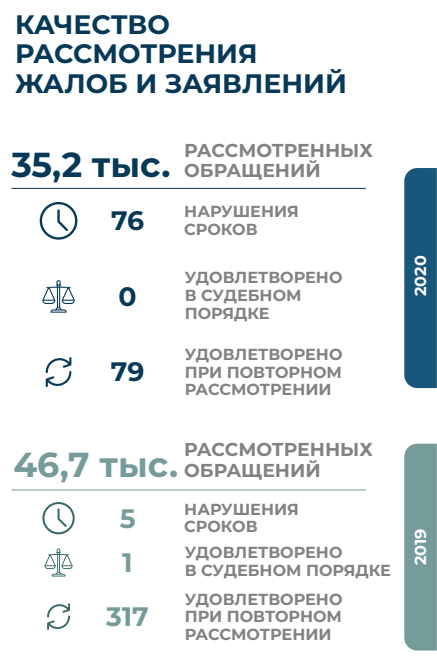 КАЧЕСТВО
РАССМОТРЕНИЯ
ЖАЛОБ И ЗАЯВЛЕНИЙ
35,2 тыс.
РАССМОТРЕННЫХ
ОБРАЩЕНИЙ
76
НАРУШЕНИЯ
СРОКОВ
0
УДОВЛЕТВОРЕНО
В СУДЕБНОМ
ПОРЯДКЕ
79
УДОВЛЕТВОРЕНО
ПРИ ПОВТОРНОМ
РАССМОТРЕНИИ
2020
46,7 тыс.
РАССМОТРЕННЫХ
ОБРАЩЕНИЙ
5
НАРУШЕНИЯ
СРОКОВ
1
УДОВЛЕТВОРЕНО
В СУДЕБНОМ ПОРЯДКЕ
317
УДОВЛЕТВОРЕНО
ПРИ ПОВТОРНОМ
РАССМОТРЕНИИ
2019